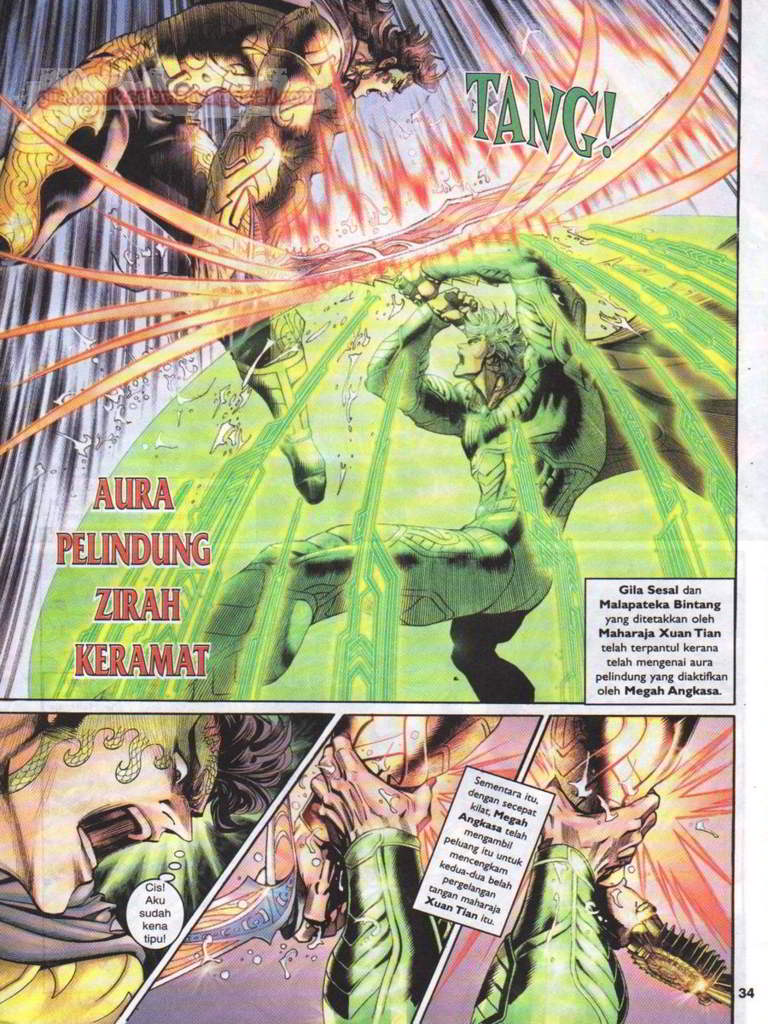 TANG!
AURA
PELINDUNG
ZIRAH
KERAMAT
Gila Sesal dan
Malapateka Bintang
yang ditetakkan oleh
Maharaja Xuan Tian
telah terpantul kerana
telah mengenai aura
pelindung yang diaktifkan
oleh Megah Angkasa.
Cis!
Aku
sudah
kena
tipu!
Sementara itu,
dengan secepat
kilat, Megah
Angkasa telah
mengambil
peluang itu untuk
mencengkam
kedua-dua belah
pergelangan
tangan maharaja
Xuan Tian itu.
34